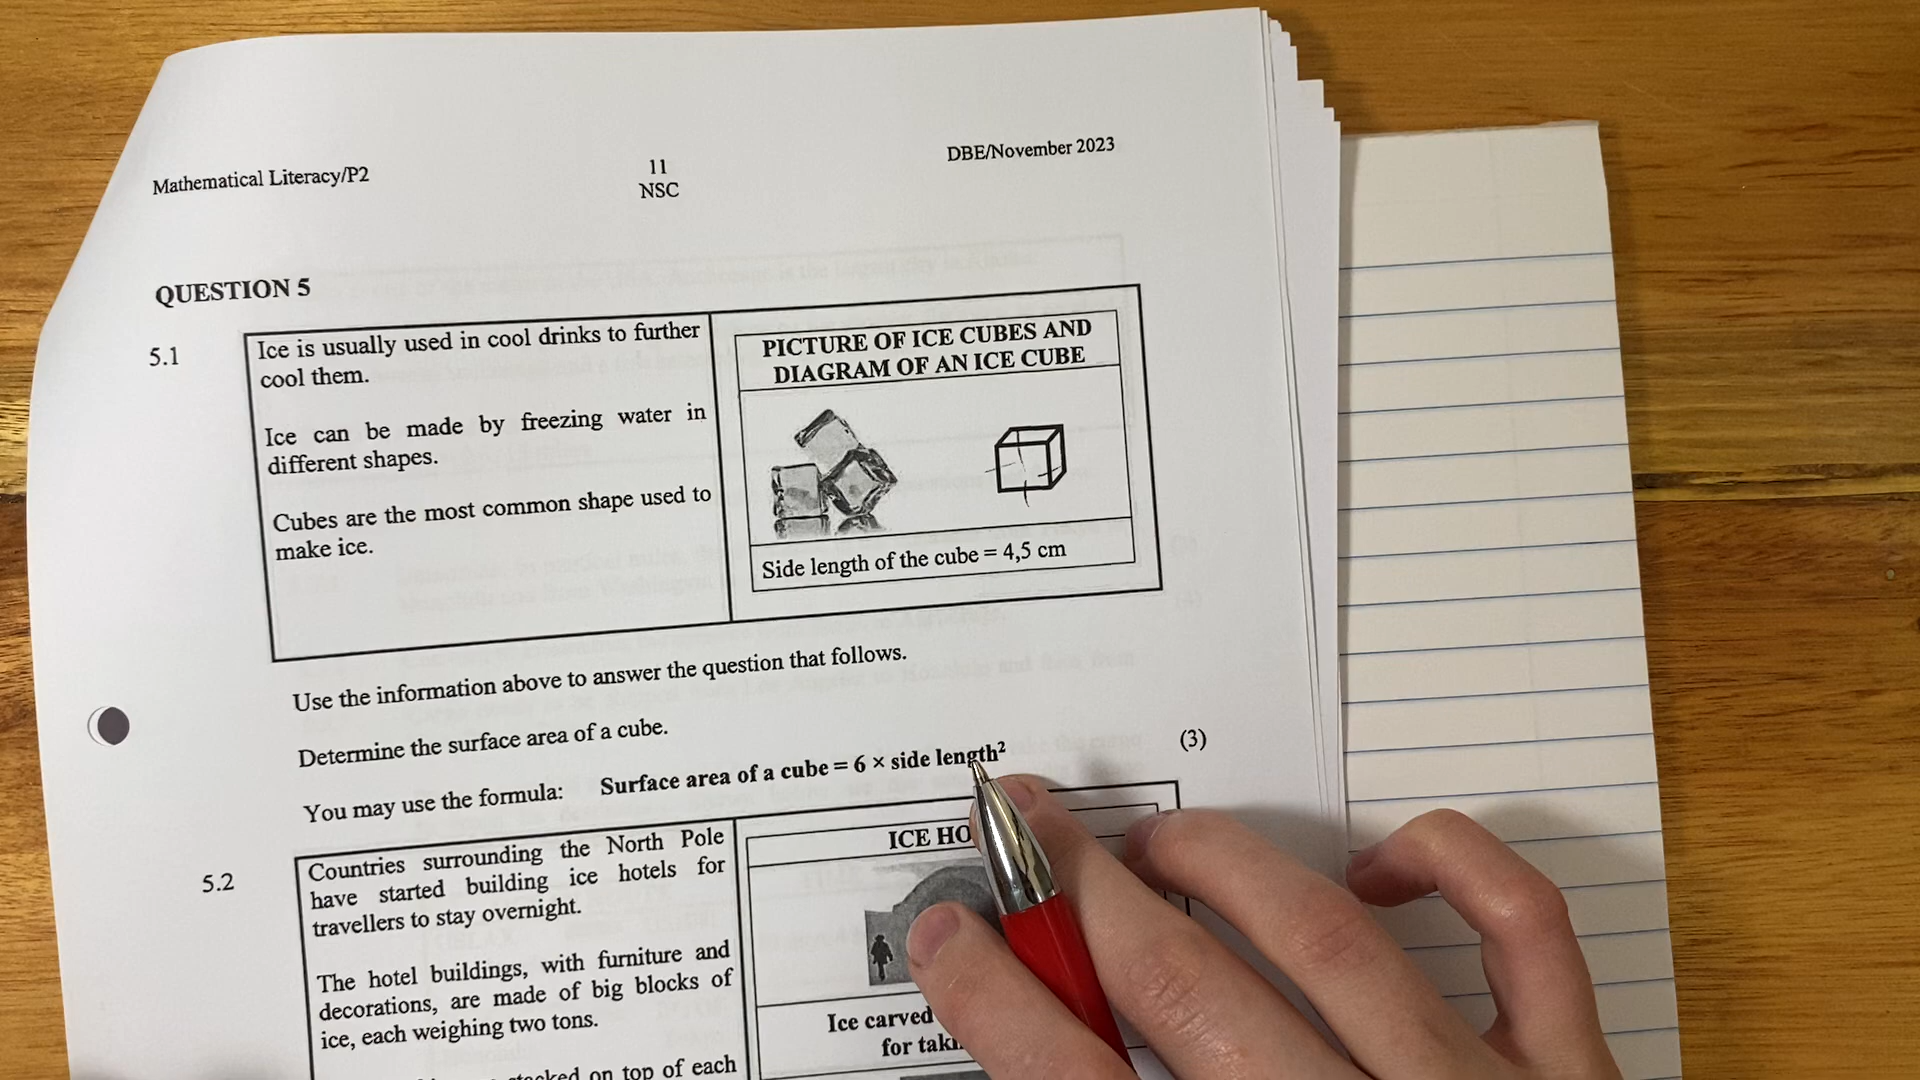 Mathematical Literacy/P2
11
NSC
DBE/November 2023
QUESTION 5
5.1
Ice is usually used in cool drinks to further
cool them.
Ice can be made by freezing water in
different shapes.
Cubes are the most common shape used to
make ice.
PICTURE OF ICE CUBES AND
DIAGRAM OF AN ICE CUBE
Side length of the cube = 4,5 cm
Use the information above to answer the question that follows.
Determine the surface area of a cube.
You may use the formula: Surface area of a cube = 6 × side length²
(3)
5.2
Countries surrounding the North Pole
have started building ice hotels for
travellers to stay overnight.
The hotel buildings, with furniture and
decorations, are made of big blocks of
ice, each weighing two tons.
on top of each
ICE
Ice carved
for